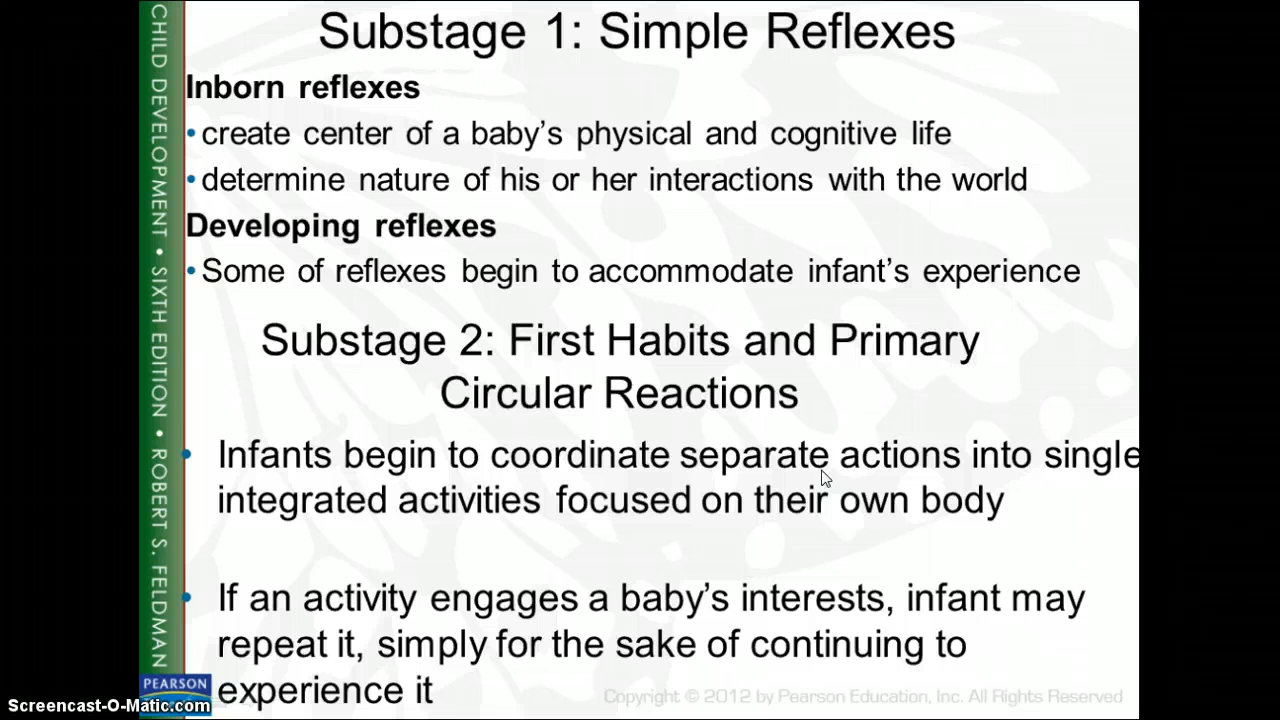 Substage 1: Simple Reflexes
Inborn reflexes
• create center of a baby’s physical and cognitive life
• determine nature of his or her interactions with the world
Developing reflexes
• Some of reflexes begin to accommodate infant’s experience
Substage 2: First Habits and Primary
Circular Reactions
• Infants begin to coordinate separate actions into single
integrated activities focused on their own body
• If an activity engages a baby’s interests, infant may
repeat it, simply for the sake of continuing to
experience it
CHILD DEVELOPMENT • SIXTH EDITION • ROBERT S. FELDMAN
PEARSON
Copyright © 2012 by Pearson Education, Inc. All Rights Reserved
Screencast-O-Matic.com